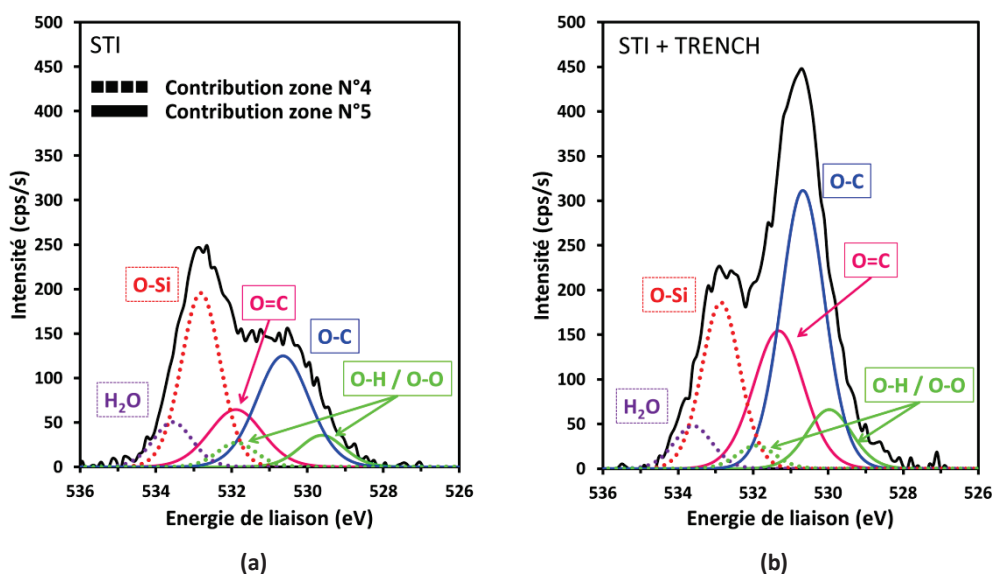 STI
Contribution zone N°4
Contribution zone N°5
Intensité (cps/s)
500
450
400
350
300
250
200
150
100
50
0
O-Si
O=C
O-C
O-H / O-O
H₂O
536
534
532
530
528
526
Energie de liaison (eV)
(a)
STI + TRENCH
Intensité (cps/s)
500
450
400
350
300
250
200
150
100
50
0
O-C
O=C
O-Si
O-H / O-O
H₂O
536
534
532
530
528
526
Energie de liaison (eV)
(b)